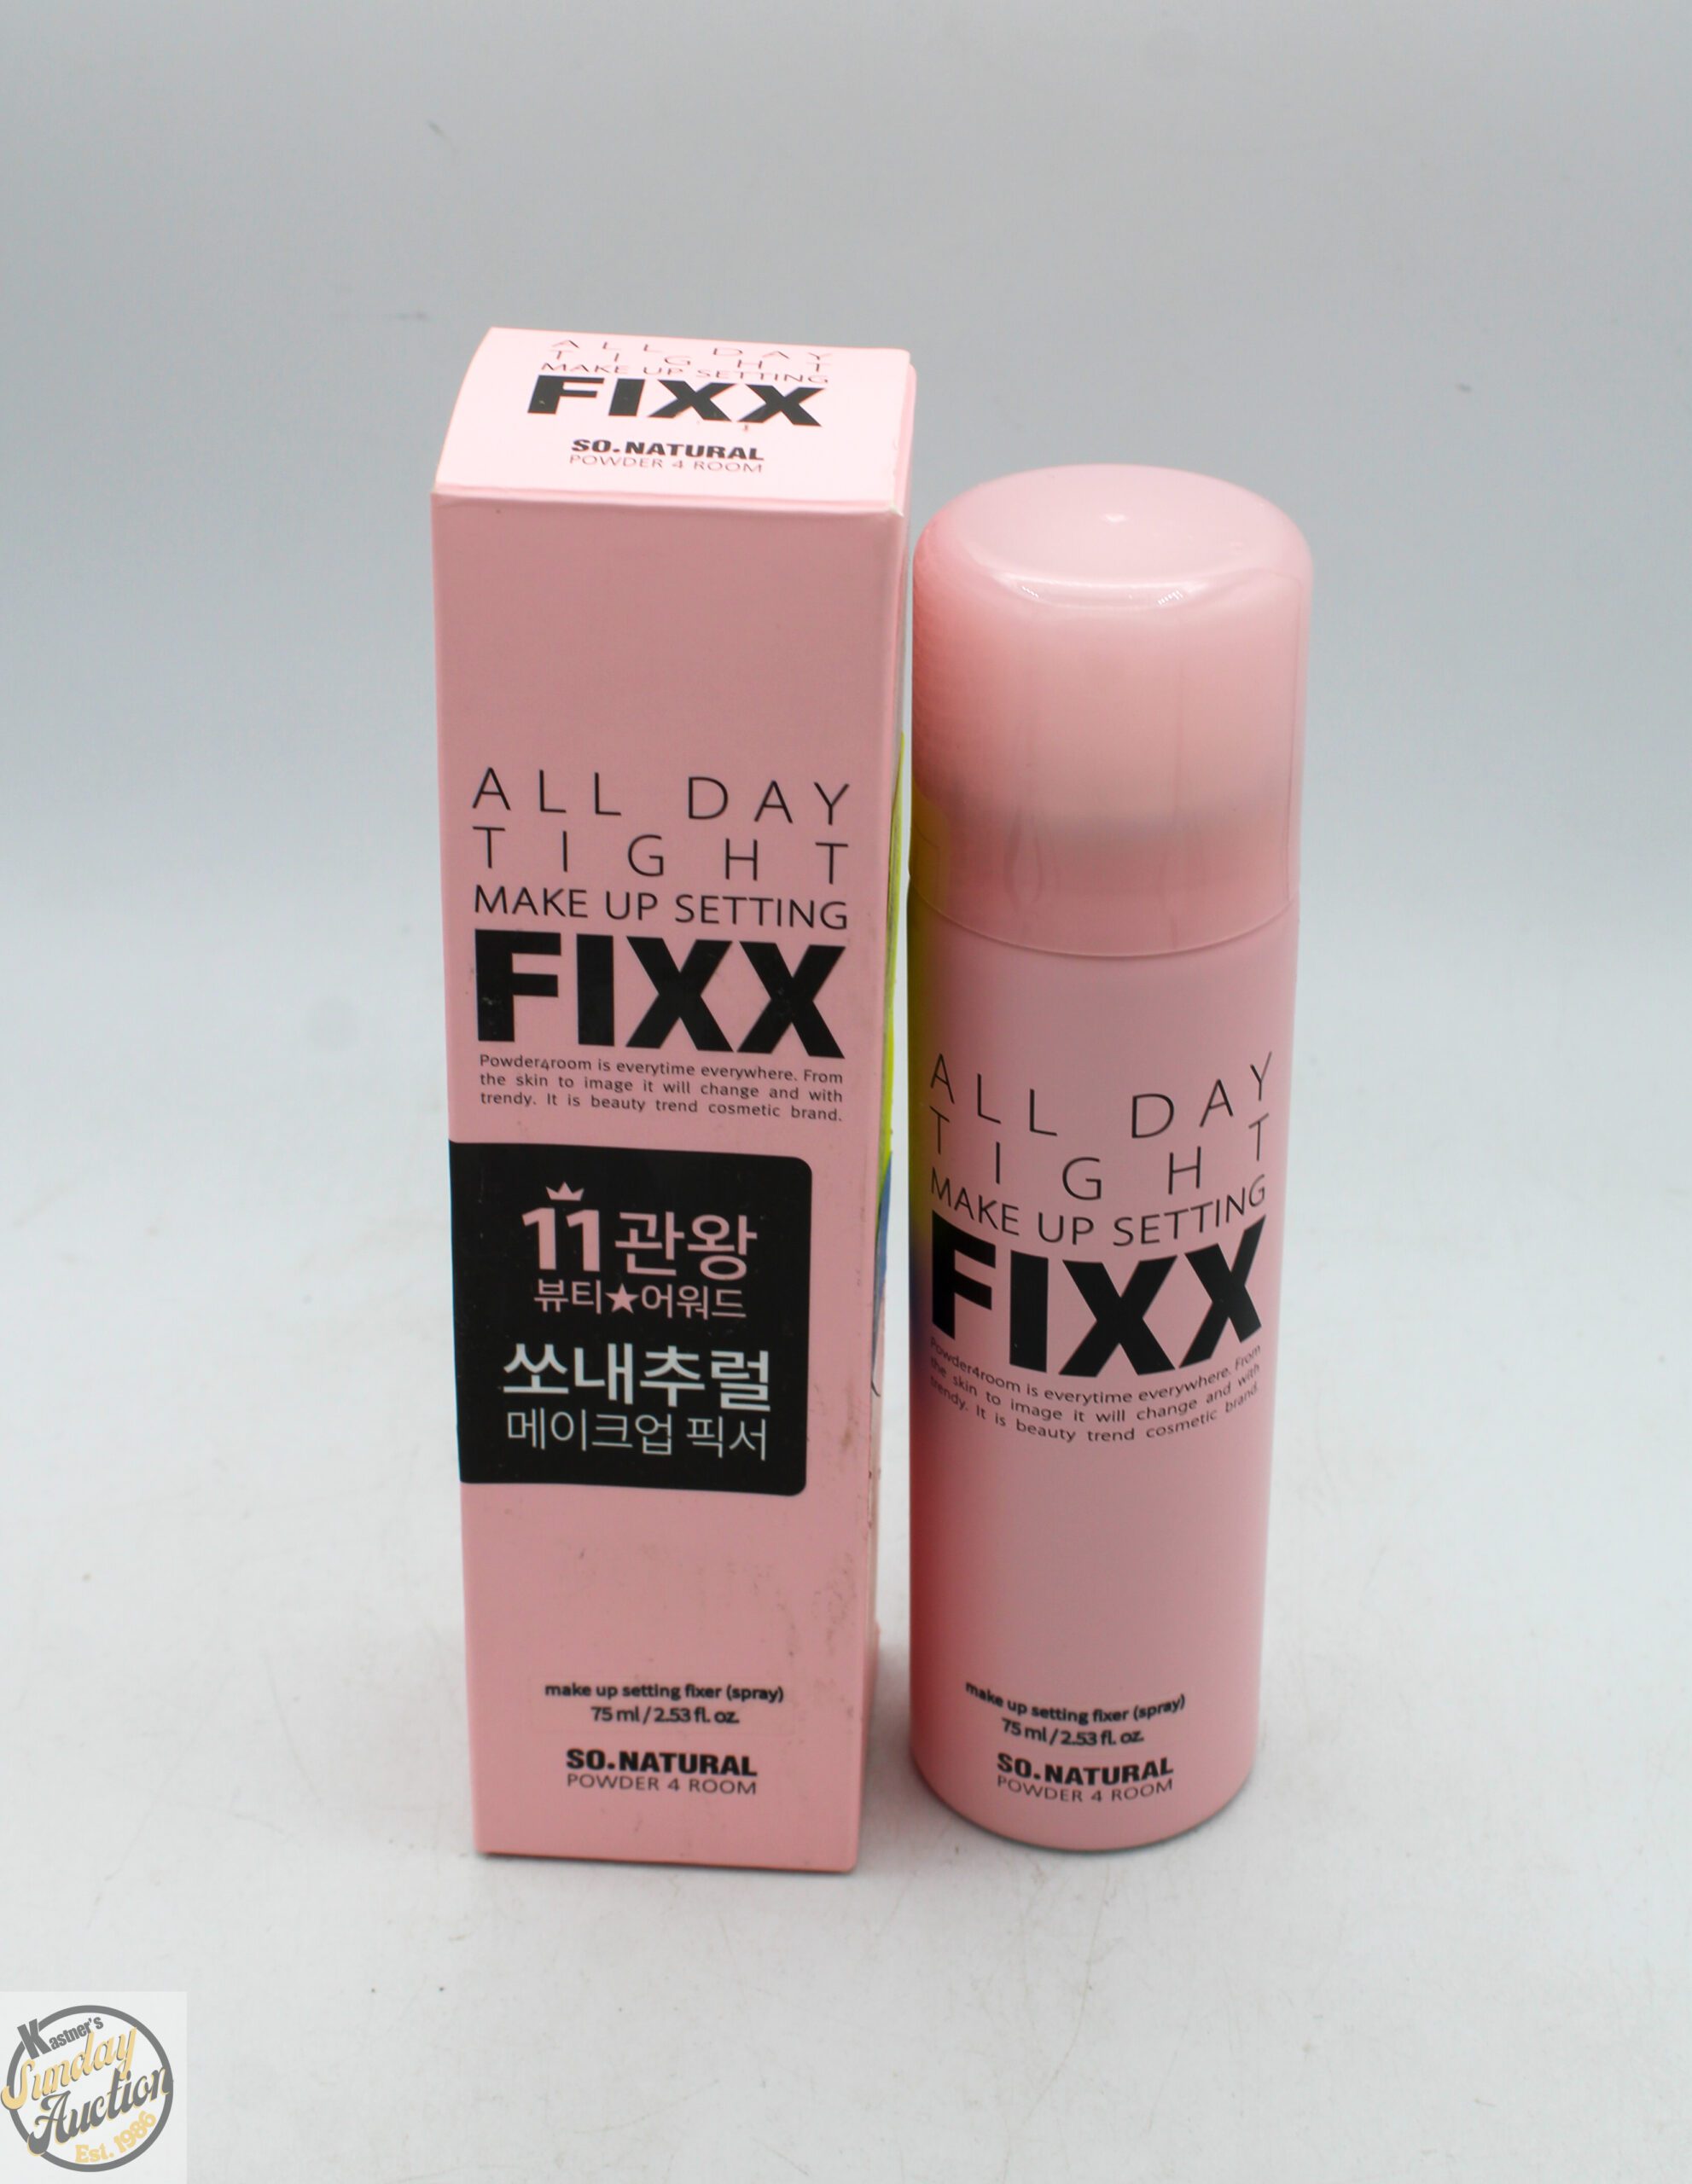 ALL DAY
TIGHT
MAKE UP SETTING
FIXX
SO.NATURAL
POWDER 4 ROOM
ALL DAY
TIGHT
MAKE UP SETTING
FIXX
Powder4room is everytime everywhere. From
the skin to image it will change and with
trendy. It is beauty trend cosmetic brand.
11관왕
뷰티★어워드
쏘내추럴
메이크업 픽서
make up setting fixer (spray)
75 ml / 2.53 fl. oz.
SO.NATURAL
POWDER 4 ROOM
ALL DAY
TIGHT
MAKE UP SETTING
FIXX
Powder4room is everytime everywhere. From
the skin to image it will change and with
trendy. It is beauty trend cosmetic brand.
make up setting fixer (spray)
75 ml / 2.53 fl. oz.
SO.NATURAL
POWDER 4 ROOM
Kastner's
Sunday
Auction
Est. 1986